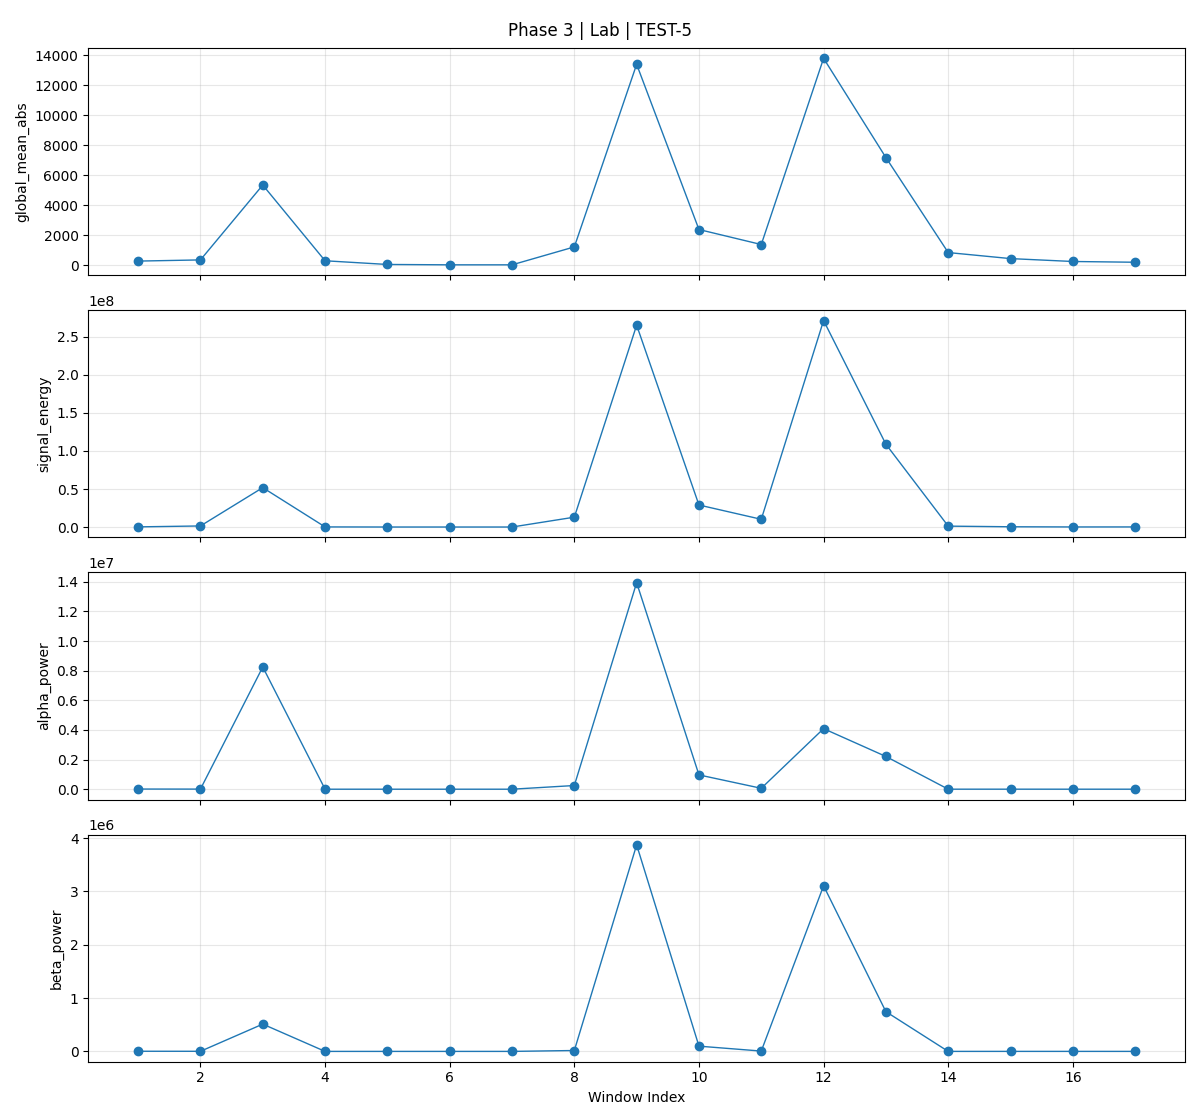 Phase 3 | Lab | TEST-5
global_mean_abs
14000
12000
10000
8000
6000
4000
2000
0
1e8
signal_energy
2.5
2.0
1.5
1.0
0.5
0.0
1e7
alpha_power
1.4
1.2
1.0
0.8
0.6
0.4
0.2
0.0
1e6
beta_power
4
3
2
1
0
2 4 6 8 10 12 14 16
Window Index